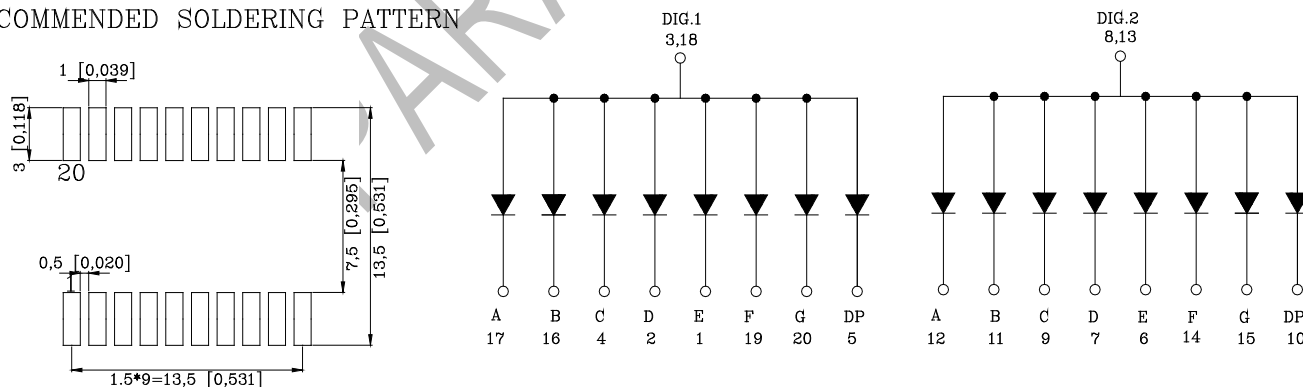 COMMENDED SOLDERING PATTERN
1 [0,039]
3 [0,118]
20
0,5 [0,020]
1
7,5 [0,295]
13,5 [0,531]
1.5*9=13,5 [0,531]
DIG.1
3,18
A B C D E F G DP
17 16 4 2 1 19 20 5
DIG.2
8,13
A B C D E F G DP
12 11 9 7 6 14 15 10
PARA